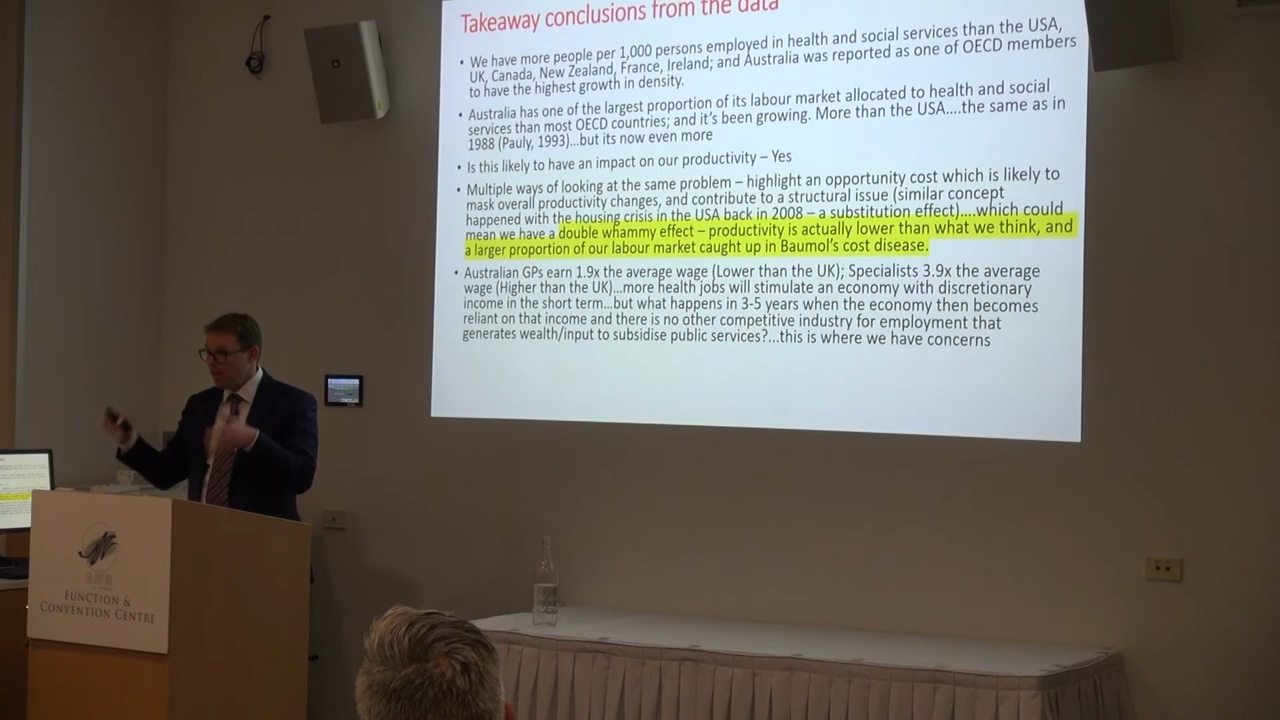 Takeaway conclusions from the data
• We have more people per 1,000 persons employed in health and social services than the USA,
UK, Canada, New Zealand, France, Ireland; and Australia was reported as one of OECD members
to have the highest growth in density.
• Australia has one of the largest proportion of its labour market allocated to health and social
services than most OECD countries; and it's been growing. More than the USA....the same as in
1988 (Pauly, 1993)...but its now even more
• Is this likely to have an impact on our productivity – Yes
• Multiple ways of looking at the same problem – highlight an opportunity cost which is likely to
mask overall productivity changes, and contribute to a structural issue (similar concept
happened with the housing crisis in the USA back in 2008 – a substitution effect)....which could
mean we have a double whammy effect – productivity is actually lower than what we think, and
a larger proportion of our labour market caught up in Baumol's cost disease.
• Australian GPs earn 1.9x the average wage (Lower than the UK); Specialists 3.9x the average
wage (Higher than the UK)...more health jobs will stimulate an economy with discretionary
income in the short term...but what happens in 3-5 years when the economy then becomes
reliant on that income and there is no other competitive industry for employment that
generates wealth/input to subsidise public services?...this is where we have concerns
FUNCTION &
CONVENTION CENTRE